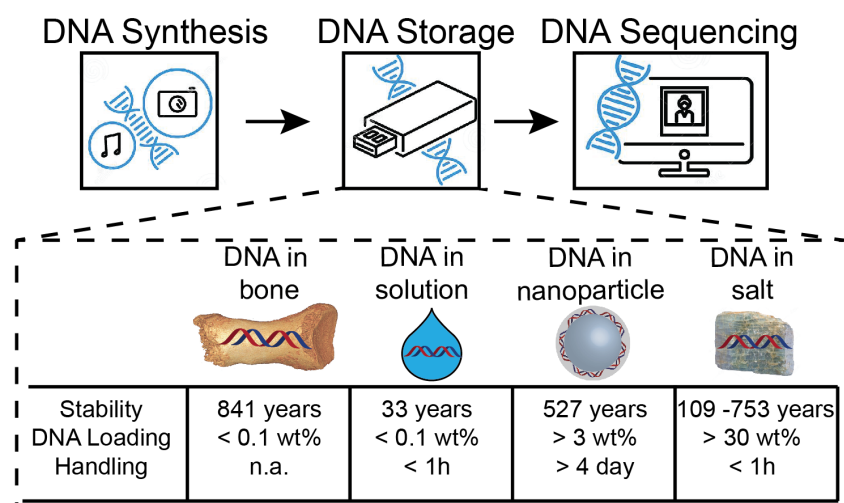 DNA Synthesis
DNA Storage
DNA Sequencing
DNA in
bone
DNA in
solution
DNA in
nanoparticle
DNA in
salt
Stability 841 years 33 years 527 years 109 -753 years
DNA Loading < 0.1 wt% < 0.1 wt% > 3 wt% > 30 wt%
Handling n.a. < 1h > 4 day < 1h